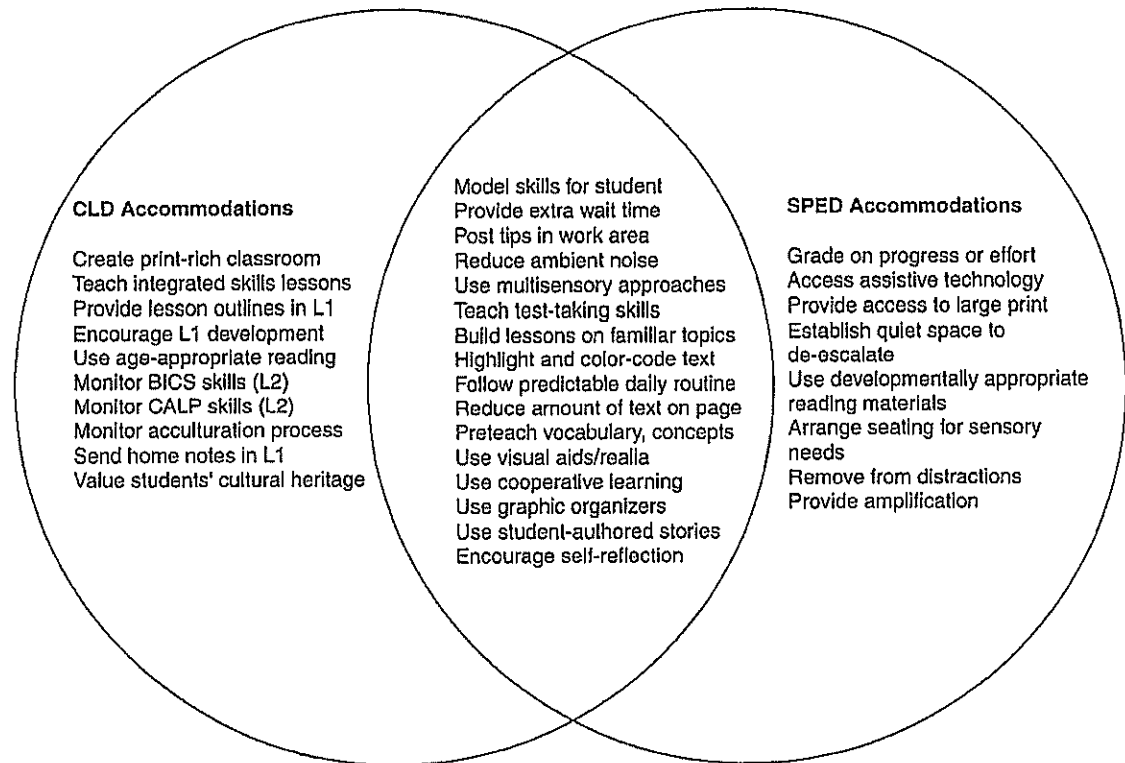 CLD Accommodations
Create print-rich classroom
Teach integrated skills lessons
Provide lesson outlines in L1
Encourage L1 development
Use age-appropriate reading
Monitor BICS skills (L2)
Monitor CALP skills (L2)
Monitor acculturation process
Send home notes in L1
Value students' cultural heritage
Model skills for student
Provide extra wait time
Post tips in work area
Reduce ambient noise
Use multisensory approaches
Teach test-taking skills
Build lessons on familiar topics
Highlight and color-code text
Follow predictable daily routine
Reduce amount of text on page
Preteach vocabulary, concepts
Use visual aids/realia
Use cooperative learning
Use graphic organizers
Use student-authored stories
Encourage self-reflection
SPED Accommodations
Grade on progress or effort
Access assistive technology
Provide access to large print
Establish quiet space to
de-escalate
Use developmentally appropriate
reading materials
Arrange seating for sensory
needs
Remove from distractions
Provide amplification